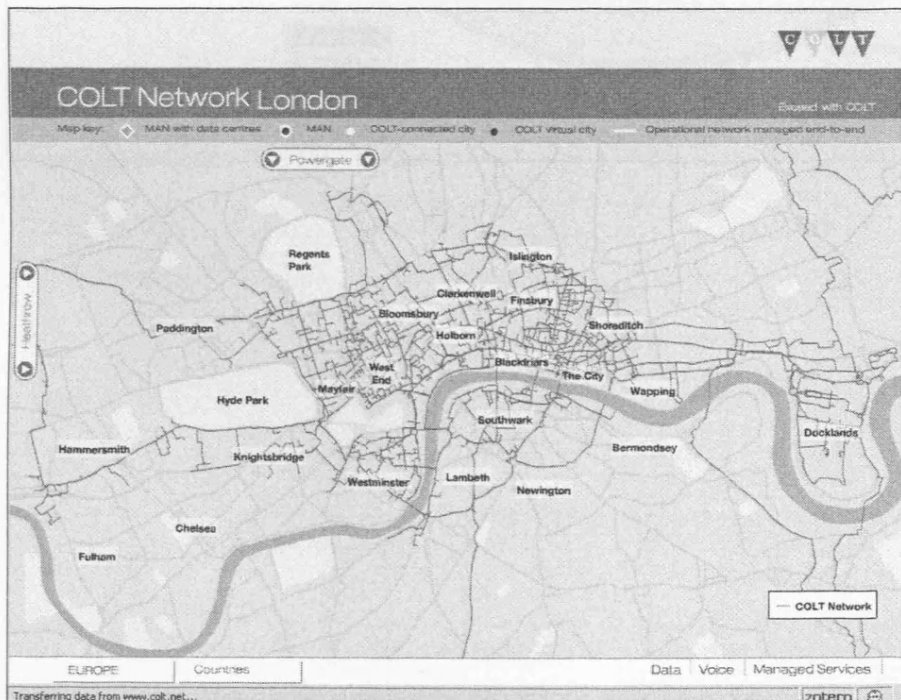 COLT
COLT Network London
Exceed with COLT
Map key: MAN with data centres MAN COLT-connected city COLT virtual city Operational network managed end-to-end
Powergate
Heathrow
Regents
Park
Islington
Clerkenwell
Finsbury
Bloomsbury
Paddington
Shoreditch
Holborn
Blackfriars
West
End
The City
Mayfair
Wapping
Hyde Park
Southwark
Docklands
Hammersmith
Knightsbridge
Bermondsey
Westminster
Lambeth
Newington
Chelsea
Fulham
COLT Network
EUROPE
Countries
Data Voice Managed Services
Transferring data from www.colt.net...
zotero